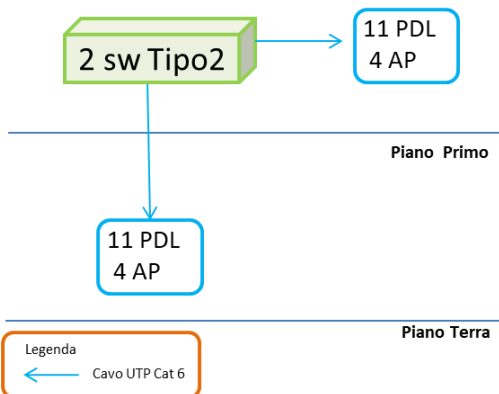 2 sw Tipo2
11 PDL
4 AP
Piano Primo
11 PDL
4 AP
Piano Terra
Legenda
Cavo UTP Cat 6